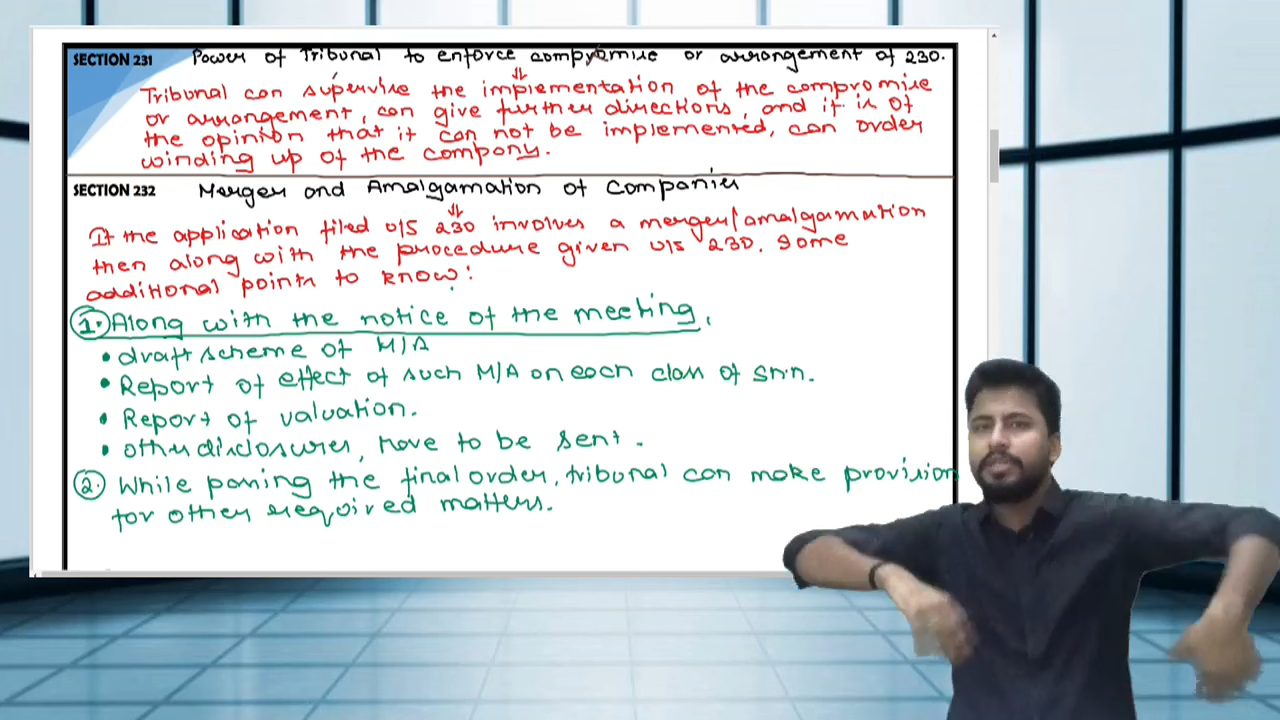 SECTION 231 Power of Tribunal to enforce compromise or arrangement of 230.
Tribunal can supervise the implementation of the compromise
or arrangement, can give further directions, and if is of
the opinion that it can not be implemented, can order
winding up of the company.
SECTION 232 Merger and Amalgamation of Companies
If the application filed u/s 230 involves a merger/amalgamation
then along with the procedure given u/s 230. Some
additional points to know:
1. Along with the notice of the meeting,
• draft scheme of M/A
• Report of effect of such M/A on each class of
• Report of valuation.
• other disclosures, have to be sent.
2. While passing the final order, tribunal can make provision
for other required matters.